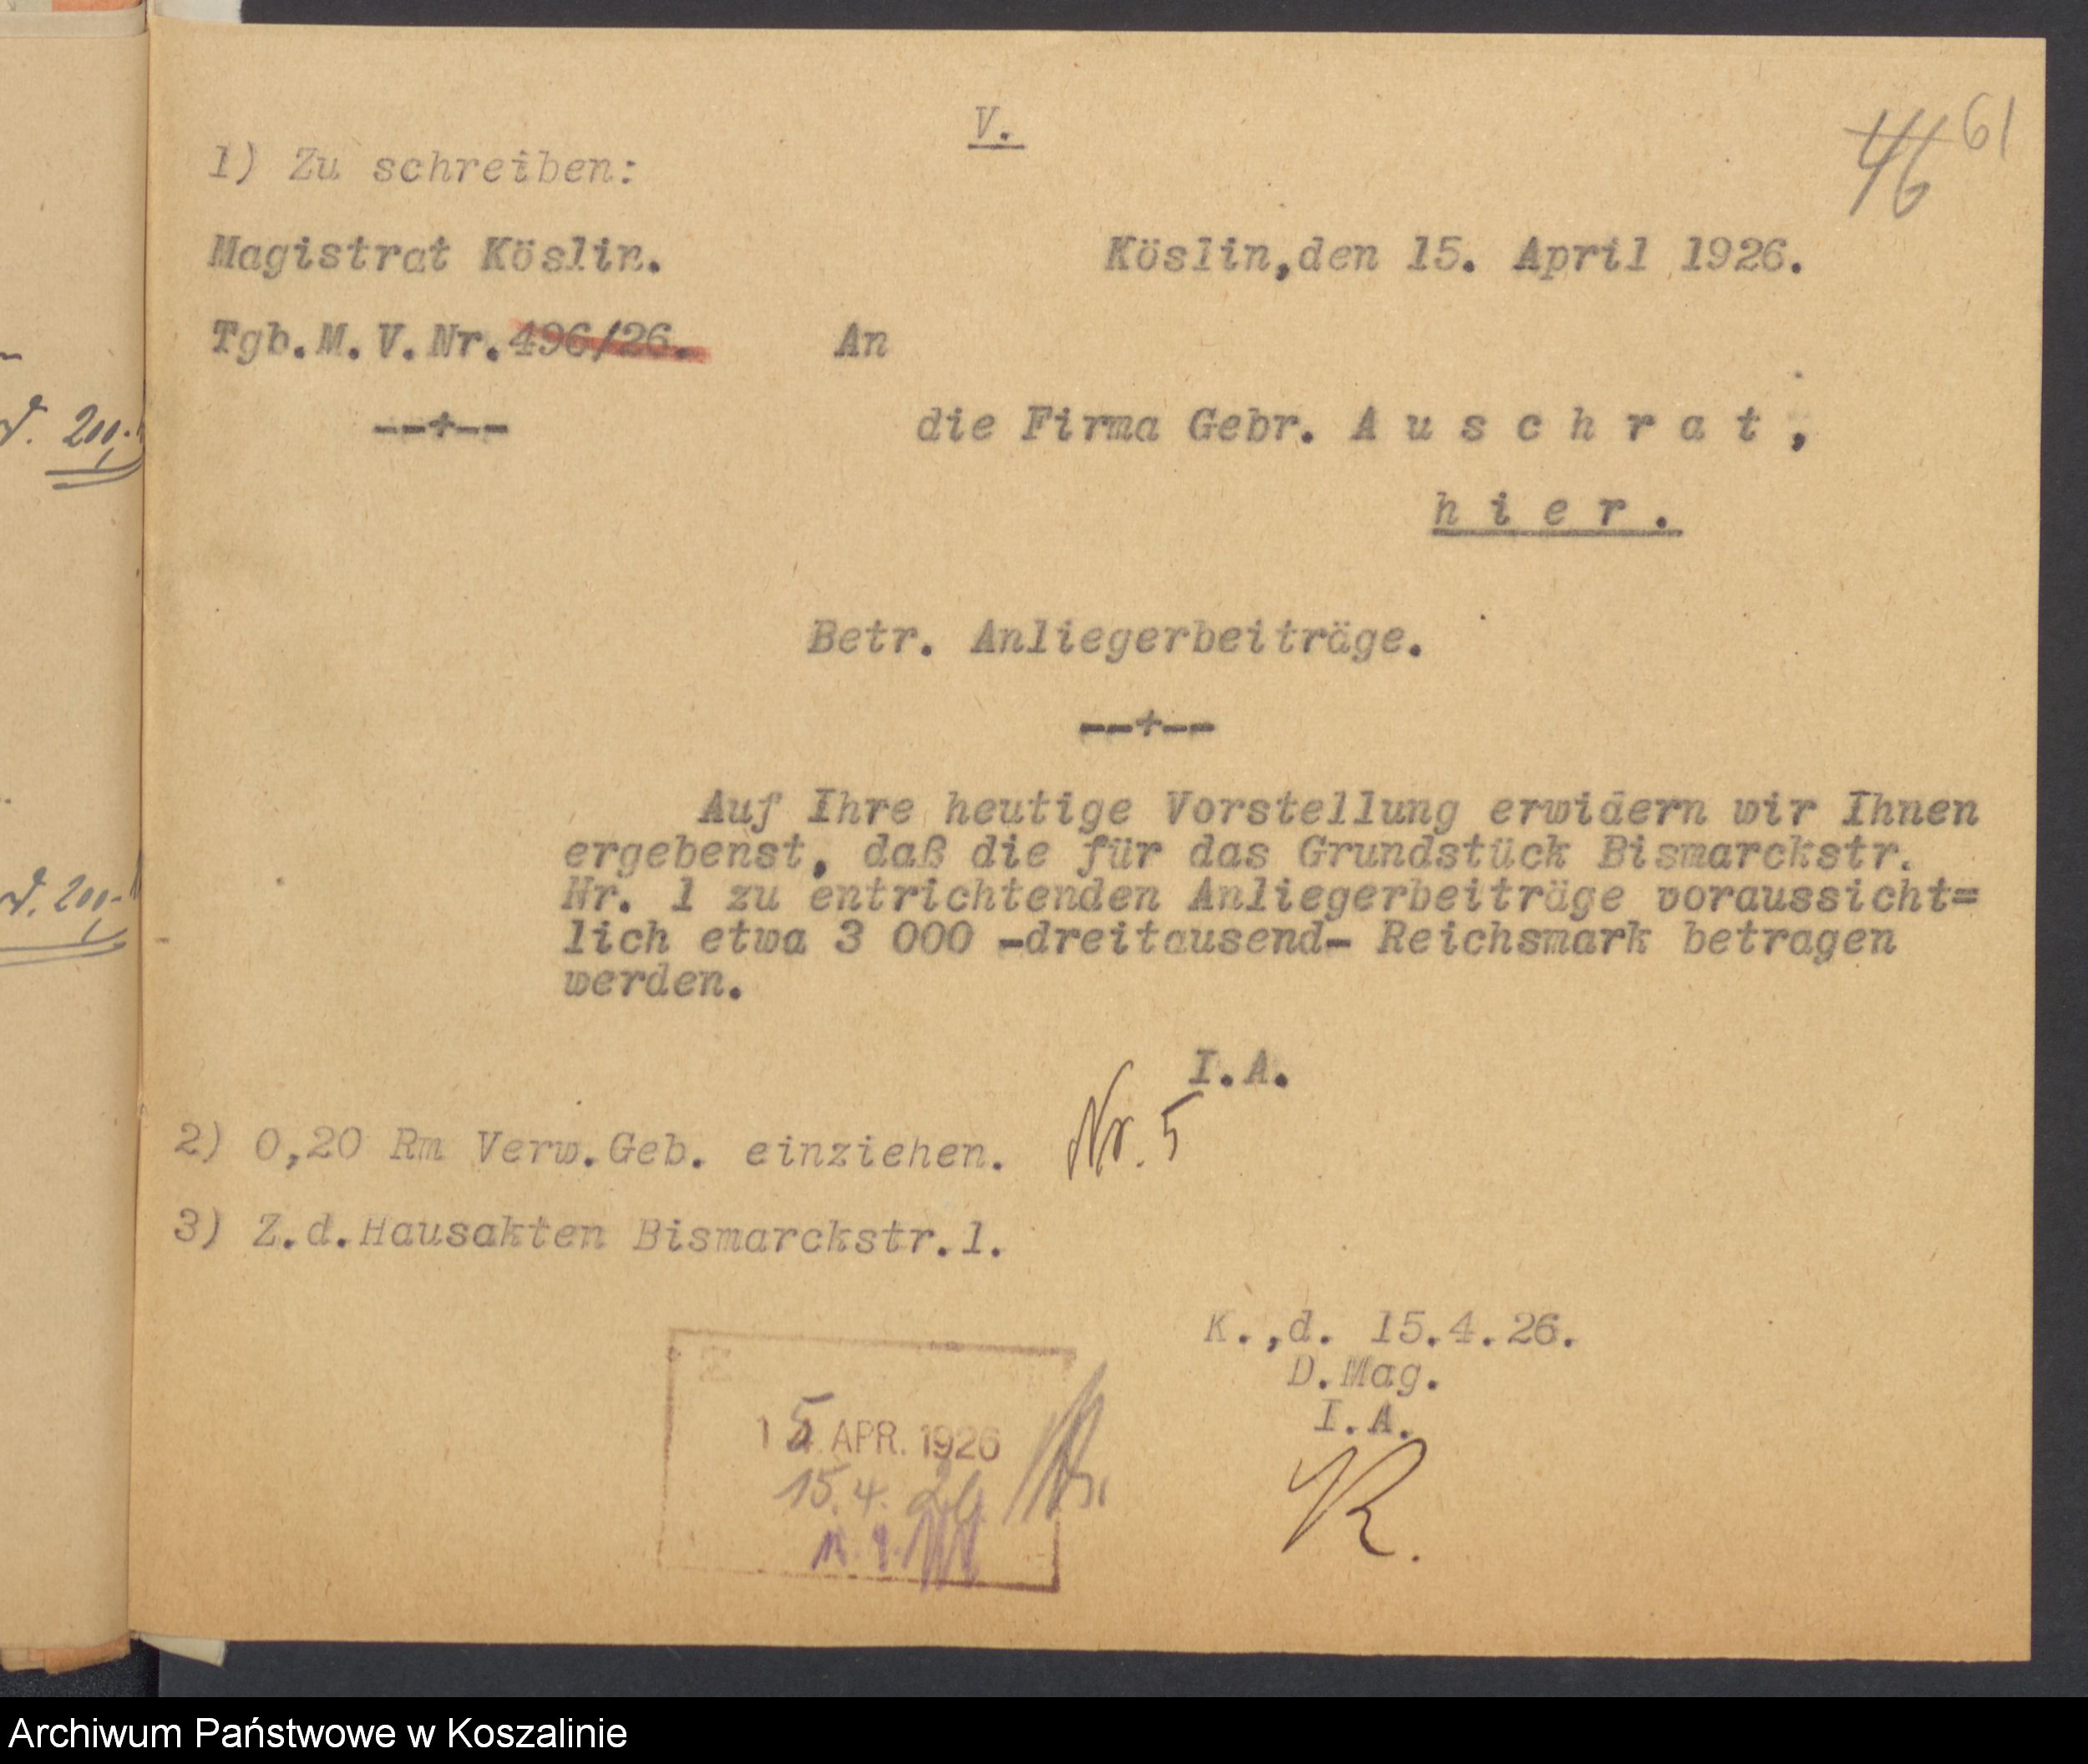 V.
46 61
1) Zu schreiben:
Magistrat Köslin.
Köslin,den 15. April 1926.
Tgb.M.V.Nr.496/26.
An
--+--
die Firma Gebr. A u s c h r a t ,
h i e r .
Betr. Anliegerbeiträge.
--+--
Auf Ihre heutige Vorstellung erwidern wir Ihnen
ergebenst, daß die für das Grundstück Bismarckstr.
Nr. 1 zu entrichtenden Anliegerbeiträge voraussicht=
lich etwa 3 000 -dreitausend- Reichsmark betragen
werden.
I.A.
2) 0,20 Rm Verw.Geb. einziehen. Nr. 5
3) Z.d.Hausakten Bismarckstr.1.
K.,d. 15.4.26.
D.Mag.
I.A.
R.
15 APR. 1926
15.4.26
200,-
200,-
Archiwum Państwowe w Koszalinie